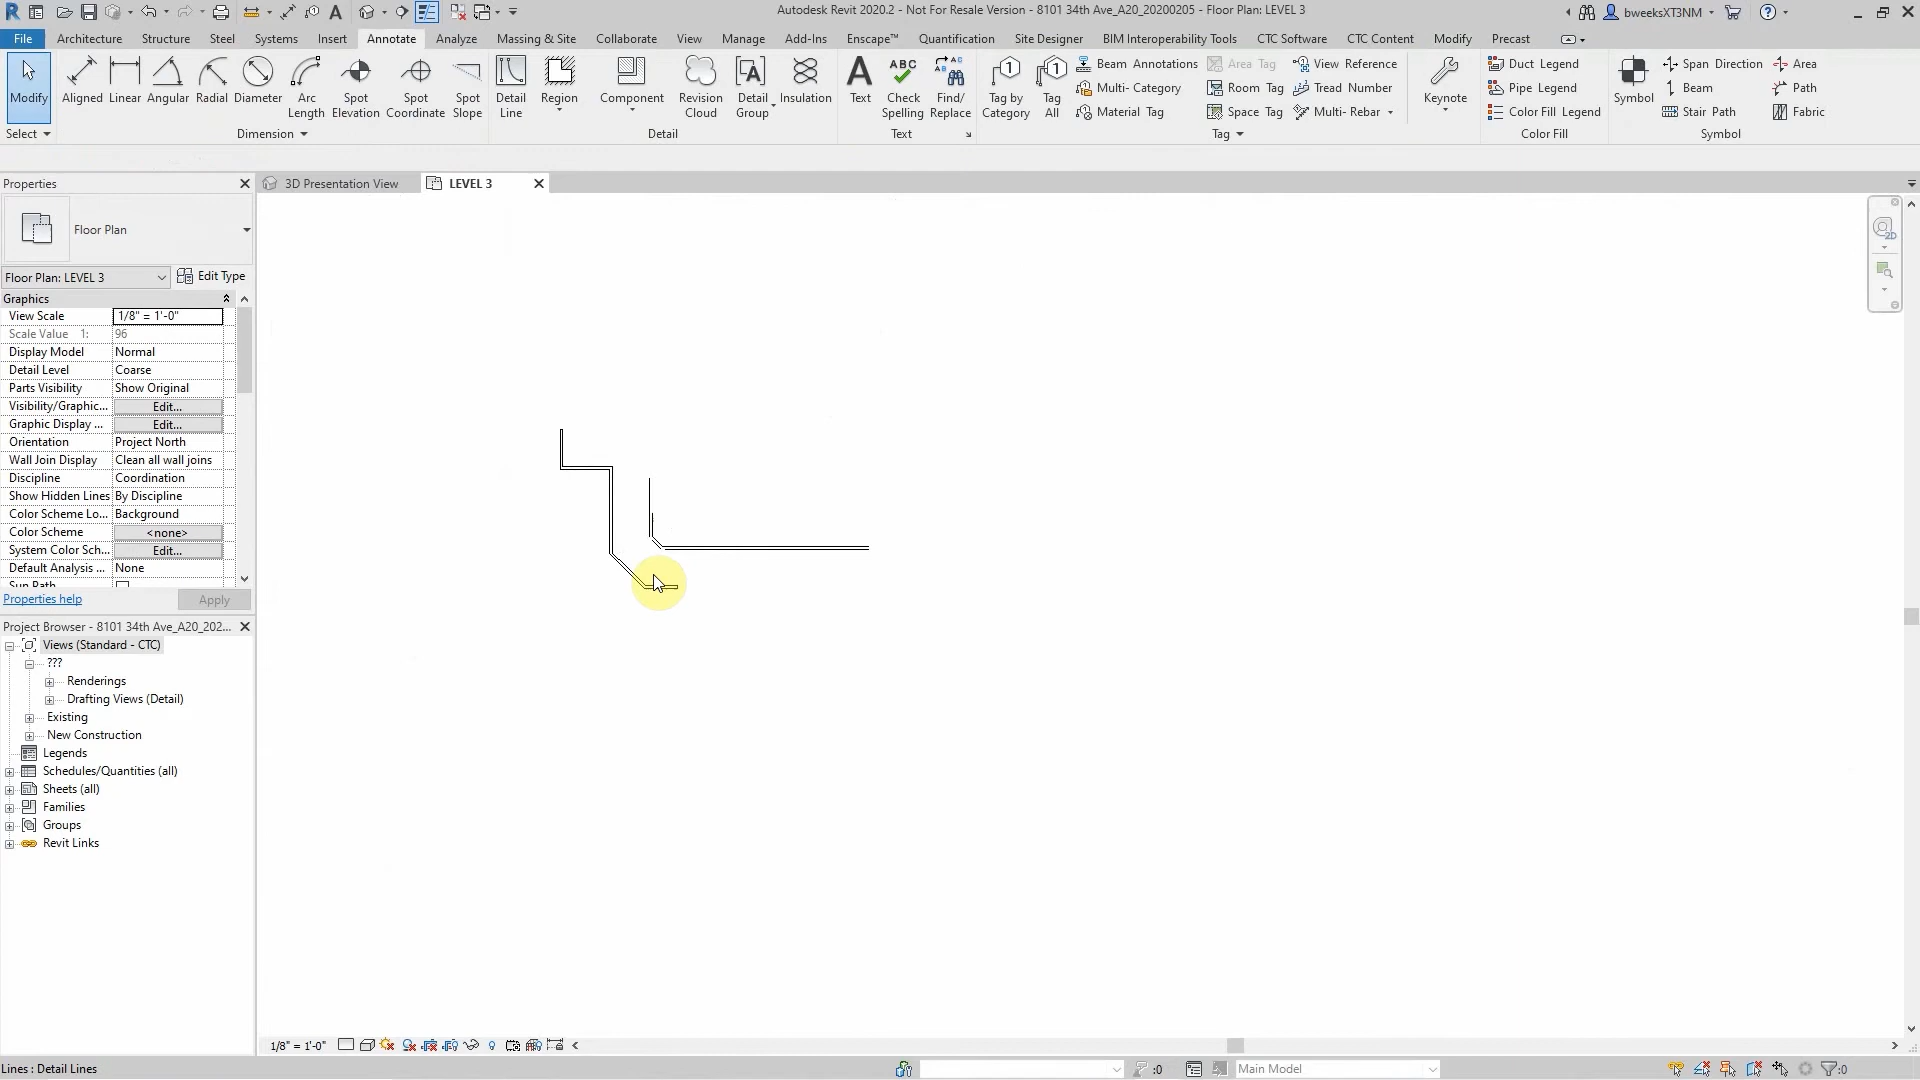 Autodesk Revit 2020.2 - Not For Resale Version - 8101 34th Ave_A20_20200205 - Floor Plan: LEVEL 3
bweeksXT3NM
File Architecture Structure Steel Systems Insert Annotate Analyze Massing & Site Collaborate View Manage Add-Ins Enscape™ Quantification Site Designer BIM Interoperability Tools CTC Software CTC Content Modify Precast
Modify
Aligned Linear Angular Radial Diameter Arc Length Spot Elevation Spot Coordinate Spot Slope
Detail Line Region Component Revision Cloud Detail Group Insulation
Text ABC Check Spelling Find/ Replace
Tag by Category Tag All
Beam Annotations Area Tag View Reference
Multi- Category Room Tag Tread Number
Material Tag Space Tag Multi- Rebar
Keynote
Duct Legend
Pipe Legend
Color Fill Legend
Symbol
Span Direction Area
Beam Path
Stair Path Fabric
Select Dimension Detail Text Tag Color Fill Symbol
Properties
3D Presentation View LEVEL 3
Floor Plan
Floor Plan: LEVEL 3 Edit Type
Graphics
View Scale 1/8" = 1'-0"
Scale Value 1: 96
Display Model Normal
Detail Level Coarse
Parts Visibility Show Original
Visibility/Graphic... Edit...
Graphic Display ... Edit...
Orientation Project North
Wall Join Display Clean all wall joins
Discipline Coordination
Show Hidden Lines By Discipline
Color Scheme Lo... Background
Color Scheme <none>
System Color Sch... Edit...
Default Analysis ... None
Sun Path
Properties help Apply
Project Browser - 8101 34th Ave_A20_202...
Views (Standard - CTC)
???
Renderings
Drafting Views (Detail)
Existing
New Construction
Legends
Schedules/Quantities (all)
Sheets (all)
Families
Groups
Revit Links
2D
1/8" = 1'-0"
Lines : Detail Lines
:0
Main Model
:0